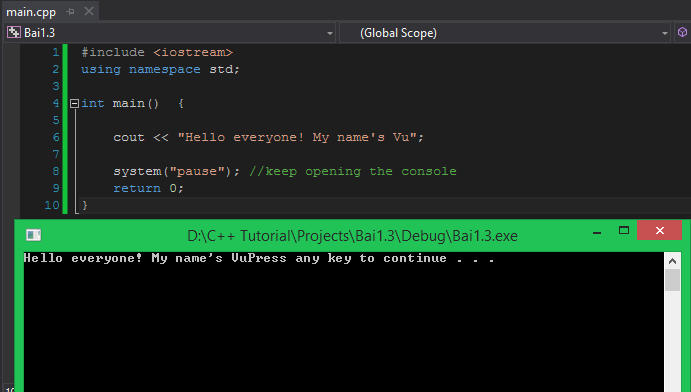 main.cpp
Bai1.3 (Global Scope)
1 #include <iostream>
2 using namespace std;
3
4 int main()  {
5
6 cout << "Hello everyone! My name's Vu";
7
8 system("pause"); //keep opening the console
9 return 0;
10 }
D:\C++ Tutorial\Projects\Bai1.3\Debug\Bai1.3.exe
Hello everyone! My name's VuPress any key to continue . . .